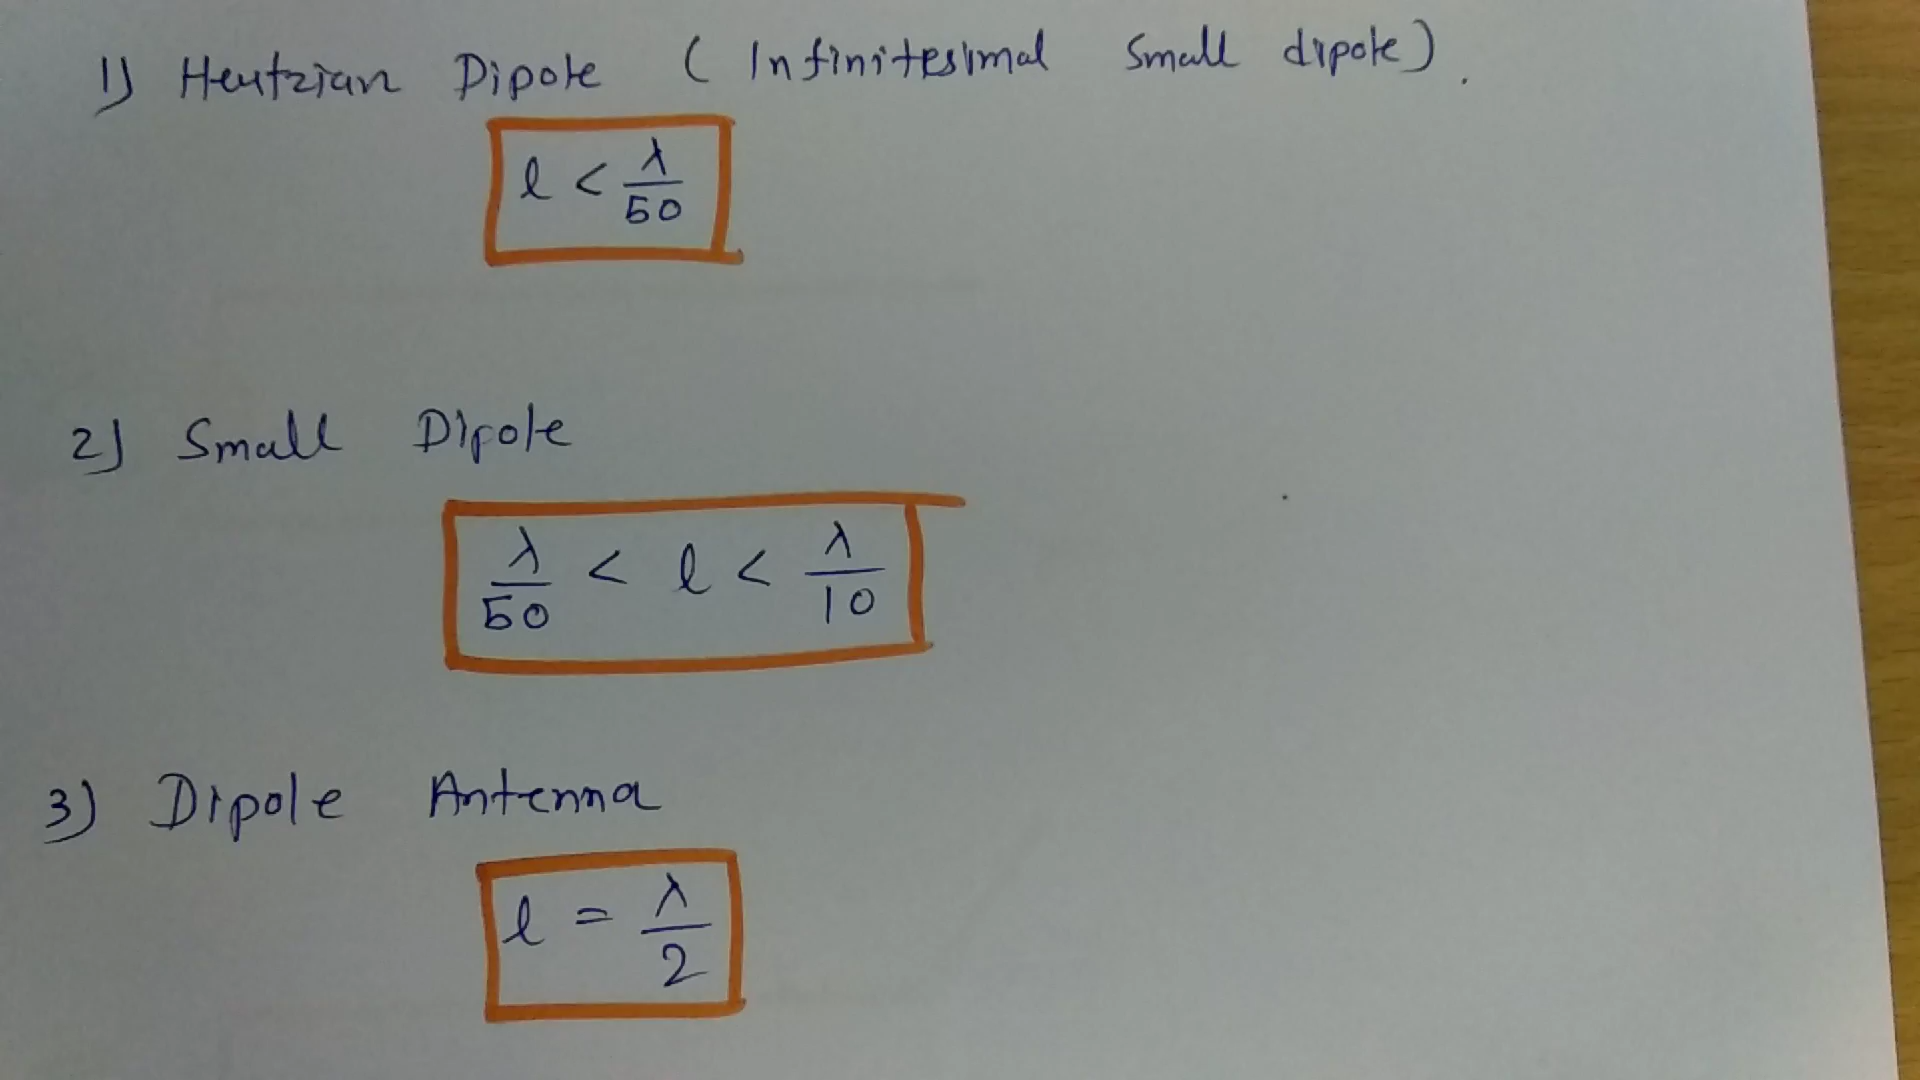 1) Hertzian Dipole ( Infinitesimal Small dipole).
l < λ/50
2) Small Dipole
λ/50 < l < λ/10
3) Dipole Antenna
l = λ/2